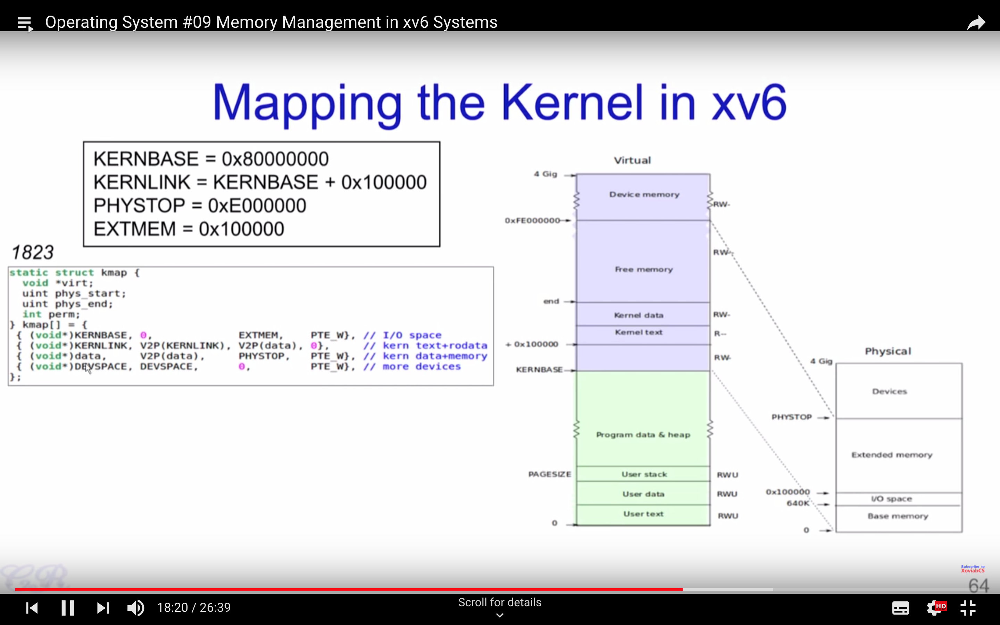 Operating System #09 Memory Management in xv6 Systems
Mapping the Kernel in xv6
KERNBASE = 0x80000000
KERNLINK = KERNBASE + 0x100000
PHYSTOP = 0xE000000
EXTMEM = 0x100000
1823
static struct kmap {
void *virt;
uint phys_start;
uint phys_end;
int perm;
} kmap[] = {
{ (void*)KERNBASE, 0, EXTMEM, PTE_W}, // I/O space
{ (void*)KERNLINK, V2P(KERNLINK), V2P(data), 0}, // kern text+rodata
{ (void*)data, V2P(data), PHYSTOP, PTE_W}, // kern data+memory
{ (void*)DEVSPACE, DEVSPACE, 0, PTE_W}, // more devices
};
Virtual
4 Gig
Device memory
RW-
0xFE000000
RW-
Free memory
end
Kernel data
RW-
Kernel text
R--
+ 0x100000
RW-
KERNBASE
Program data & heap
PAGESIZE
User stack
RWU
User data
RWU
User text
RWU
0
Physical
4 Gig
Devices
PHYSTOP
Extended memory
0x100000
I/O space
640K
Base memory
0
Subscribe to
XoviabCS
64
18:20 / 26:39
Scroll for details
HD